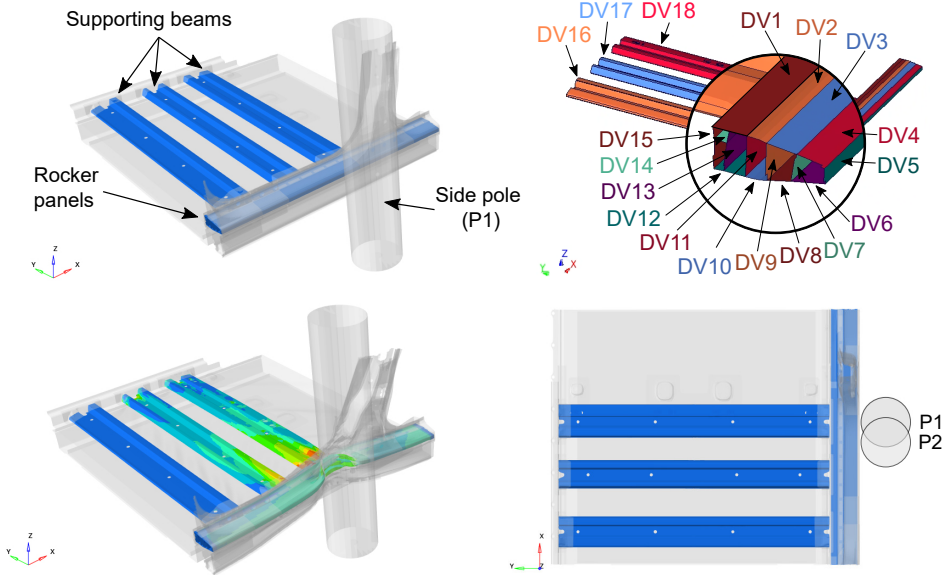 Supporting beams
Rocker
panels
Side pole
(P1)
Z
Y
X
DV17
DV18
DV16
DV1
DV2
DV3
DV4
DV5
DV15
DV14
DV13
DV12
DV11
DV10
DV9
DV8
DV7
DV6
Z
Y
X
Z
Y
X
P1
P2
X
Y
Z